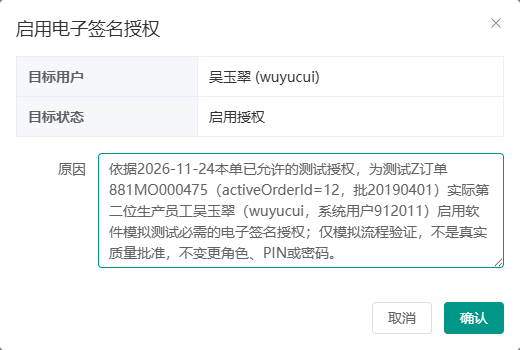 启用电子签名授权
目标用户 吴玉翠 (wuyucui)
目标状态 启用授权
原因
依据2026-11-24本单已允许的测试授权，为测试Z订单
881MO000475（activeOrderId=12，批20190401）实际第
二位生产员工吴玉翠（wuyucui，系统用户912011）启用软
件模拟测试必需的电子签名授权；仅模拟流程验证，不是真实
质量批准，不变更角色、PIN或密码。
取消 确认